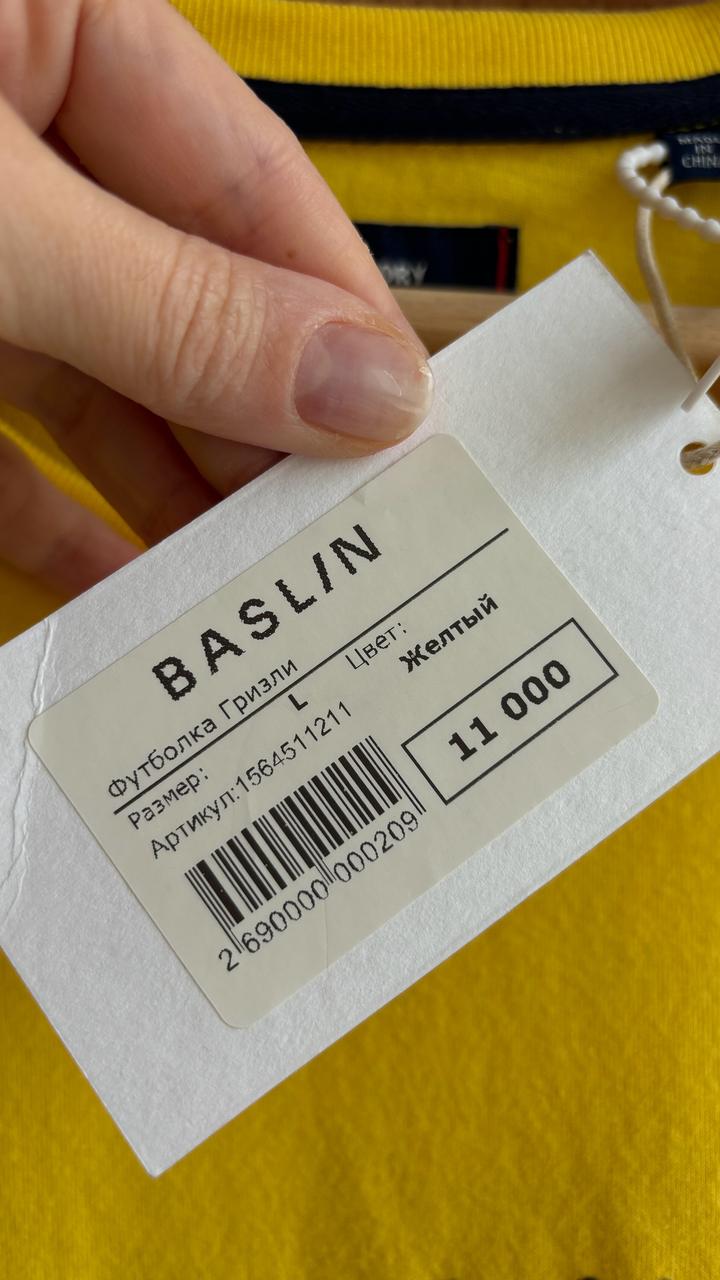 MADE
IN
CHINA
BASLIN
Футболка Гризли
Размер: L Цвет: Желтый
Артикул:1564511211
11 000
2 690000 000209